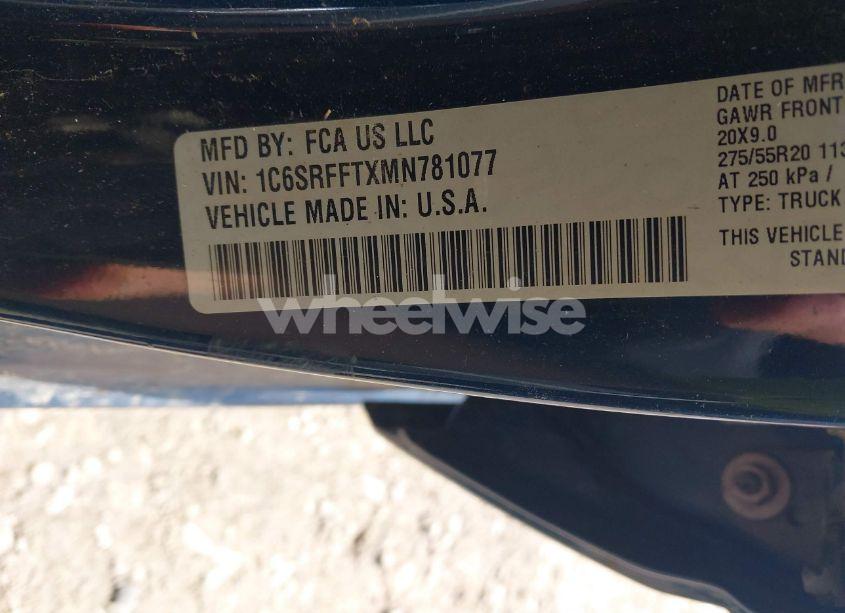 MFD BY: FCA US LLC
VIN: 1C6SRFFTXMN781077
VEHICLE MADE IN: U.S.A.
DATE OF MFR
GAWR FRONT
20X9.0
275/55R20 113
AT 250 kPa /
TYPE: TRUCK
THIS VEHICLE
STAND
wheelwise